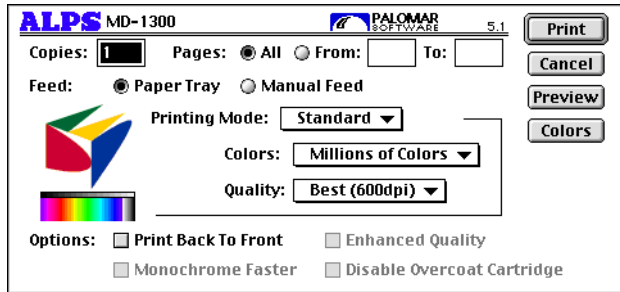 ALPS MD-1300 PALOMAR SOFTWARE 5.1
Print
Copies: 1 Pages: All From: To:
Cancel
Feed: Paper Tray Manual Feed
Preview
Printing Mode: Standard
Colors
Colors: Millions of Colors
Quality: Best (600dpi)
Options: Print Back To Front Enhanced Quality
Monochrome Faster Disable Overcoat Cartridge